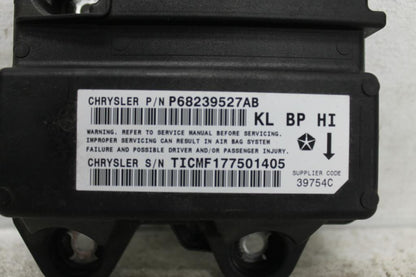 CHRYSLER P/N P68239527AB
KL BP HI
WARNING. REFER TO SERVICE MANUAL BEFORE SERVICING.
IMPROPER SERVICING CAN RESULT IN AIR BAG SYSTEM
FAILURE AND POSSIBLE DRIVER AND/OR PASSENGER INJURY.
CHRYSLER S/N TICMF177501405
SUPPLIER CODE
39754C